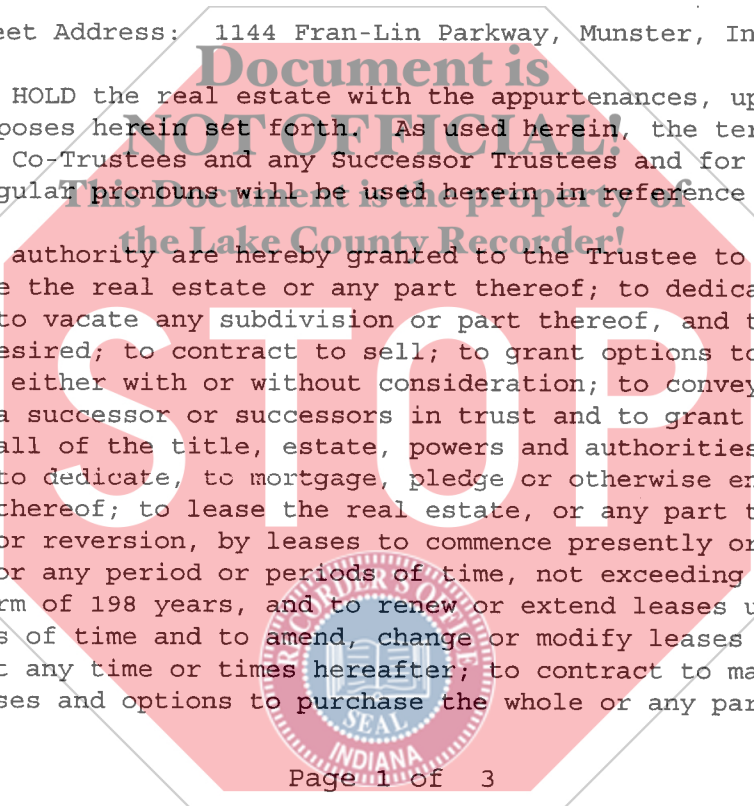 eet Address: 1144 Fran-Lin Parkway, Munster, In
Document is
HOLD the real estate with the appurtenances, up
NOT OFFICIAL!
poses herein set forth. As used herein, the ter
Co-Trustees and any Successor Trustees and for
This Document is the property of
gular pronouns will be used herein in reference
the Lake County Recorder!
authority are hereby granted to the Trustee to
e the real estate or any part thereof; to dedica
to vacate any subdivision or part thereof, and t
esired; to contract to sell; to grant options to
either with or without consideration; to convey
a successor or successors in trust and to grant
all of the title, estate, powers and authorities
to dedicate, to mortgage, pledge or otherwise en
thereof; to lease the real estate, or any part t
or reversion, by leases to commence presently or
or any period or periods of time, not exceeding
rm of 198 years, and to renew or extend leases u
s of time and to amend, change or modify leases
t any time or times hereafter; to contract to ma
ses and options to purchase the whole or any par
STOP
RECORDER'S OFFICE
SEAL
INDIANA
Page 1 of 3